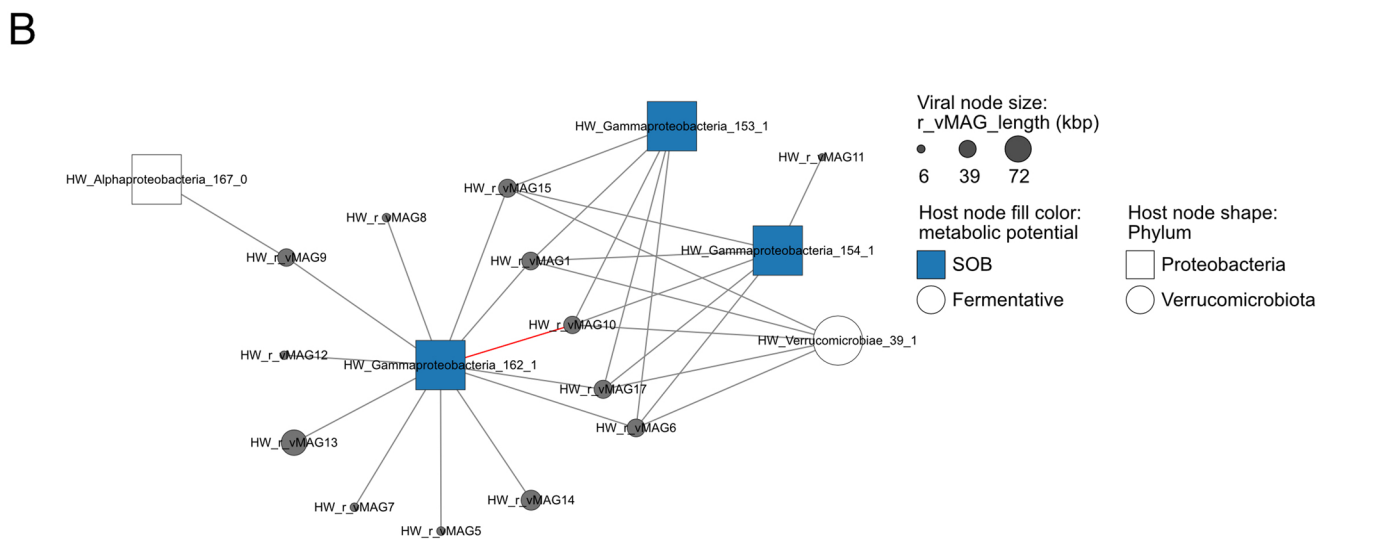 B
HW_Gammaproteobacteria_153_1
HW_r_vMAG11
HW_Alphaproteobacteria_167_0
HW_r_vMAG15
HW_r_vMAG8
HW_Gammaproteobacteria_154_1
HW_r_vMAG9
HW_r_vMAG1
HW_r_vMAG10
HW_Verrucomicrobiae_39_1
HW_r_vMAG12
HW_Gammaproteobacteria_162_1
HW_r_vMAG17
HW_r_vMAG6
HW_r_vMAG13
HW_r_vMAG14
HW_r_vMAG7
HW_r_vMAG5
Viral node size:
r_vMAG_length (kbp)
6 39 72
Host node fill color:
metabolic potential
SOB
Fermentative
Host node shape:
Phylum
Proteobacteria
Verrucomicrobiota